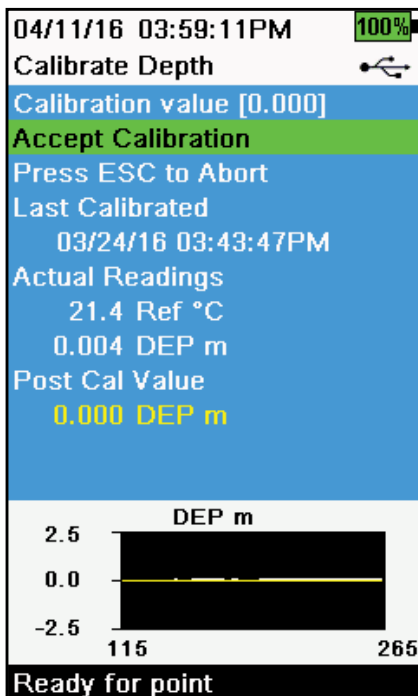 04/11/16 03:59:11PM 100%
Calibrate Depth
Calibration value [0.000]
Accept Calibration
Press ESC to Abort
Last Calibrated
03/24/16 03:43:47PM
Actual Readings
21.4 Ref °C
0.004 DEP m
Post Cal Value
0.000 DEP m
DEP m
2.5
0.0
-2.5
115 265
Ready for point